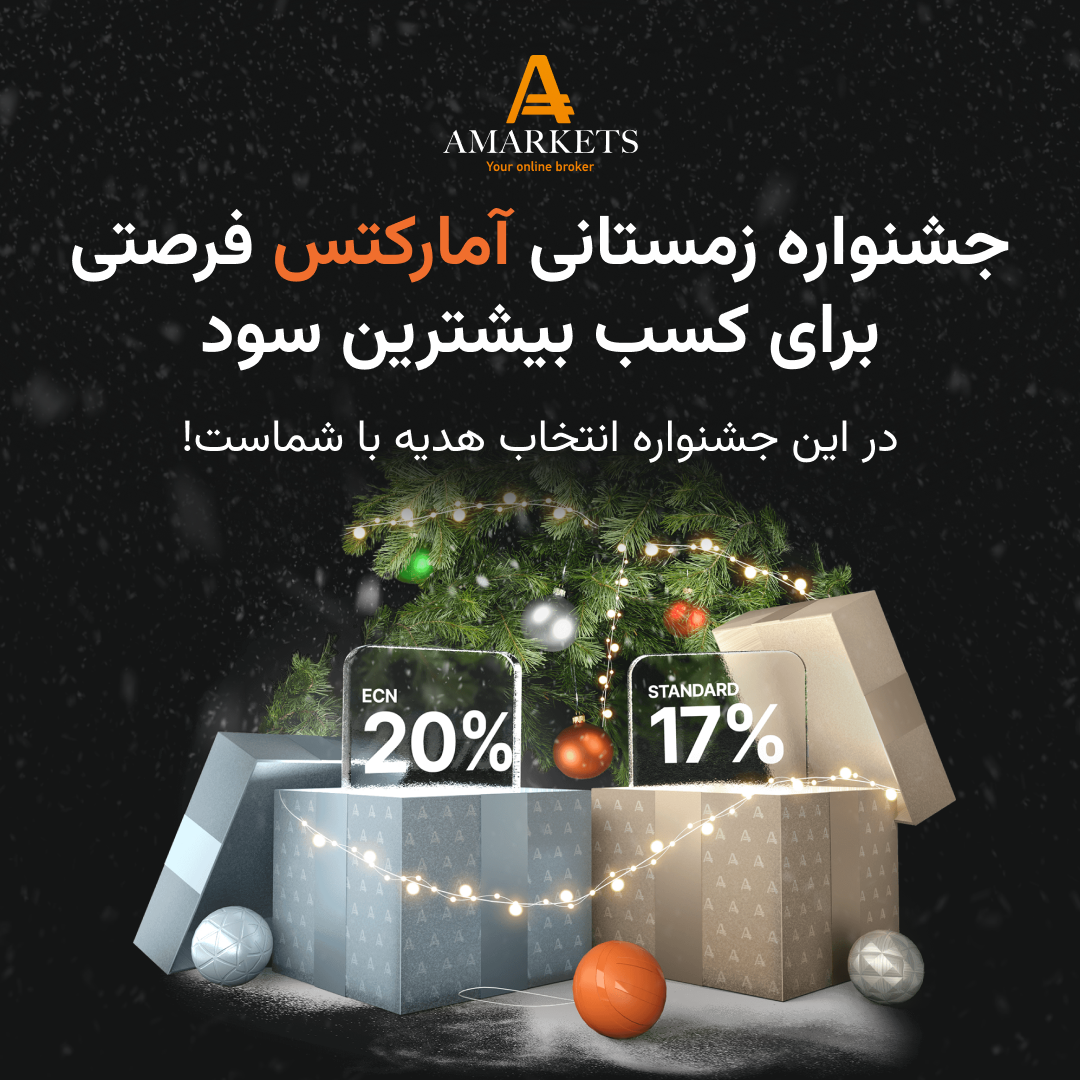 AMARKETS
Your online broker
جشنواره زمستانی آمارکتس فرصتی
برای کسب بیشترین سود
در این جشنواره انتخاب هدیه با شماست!
ECN
20%
STANDARD
17%